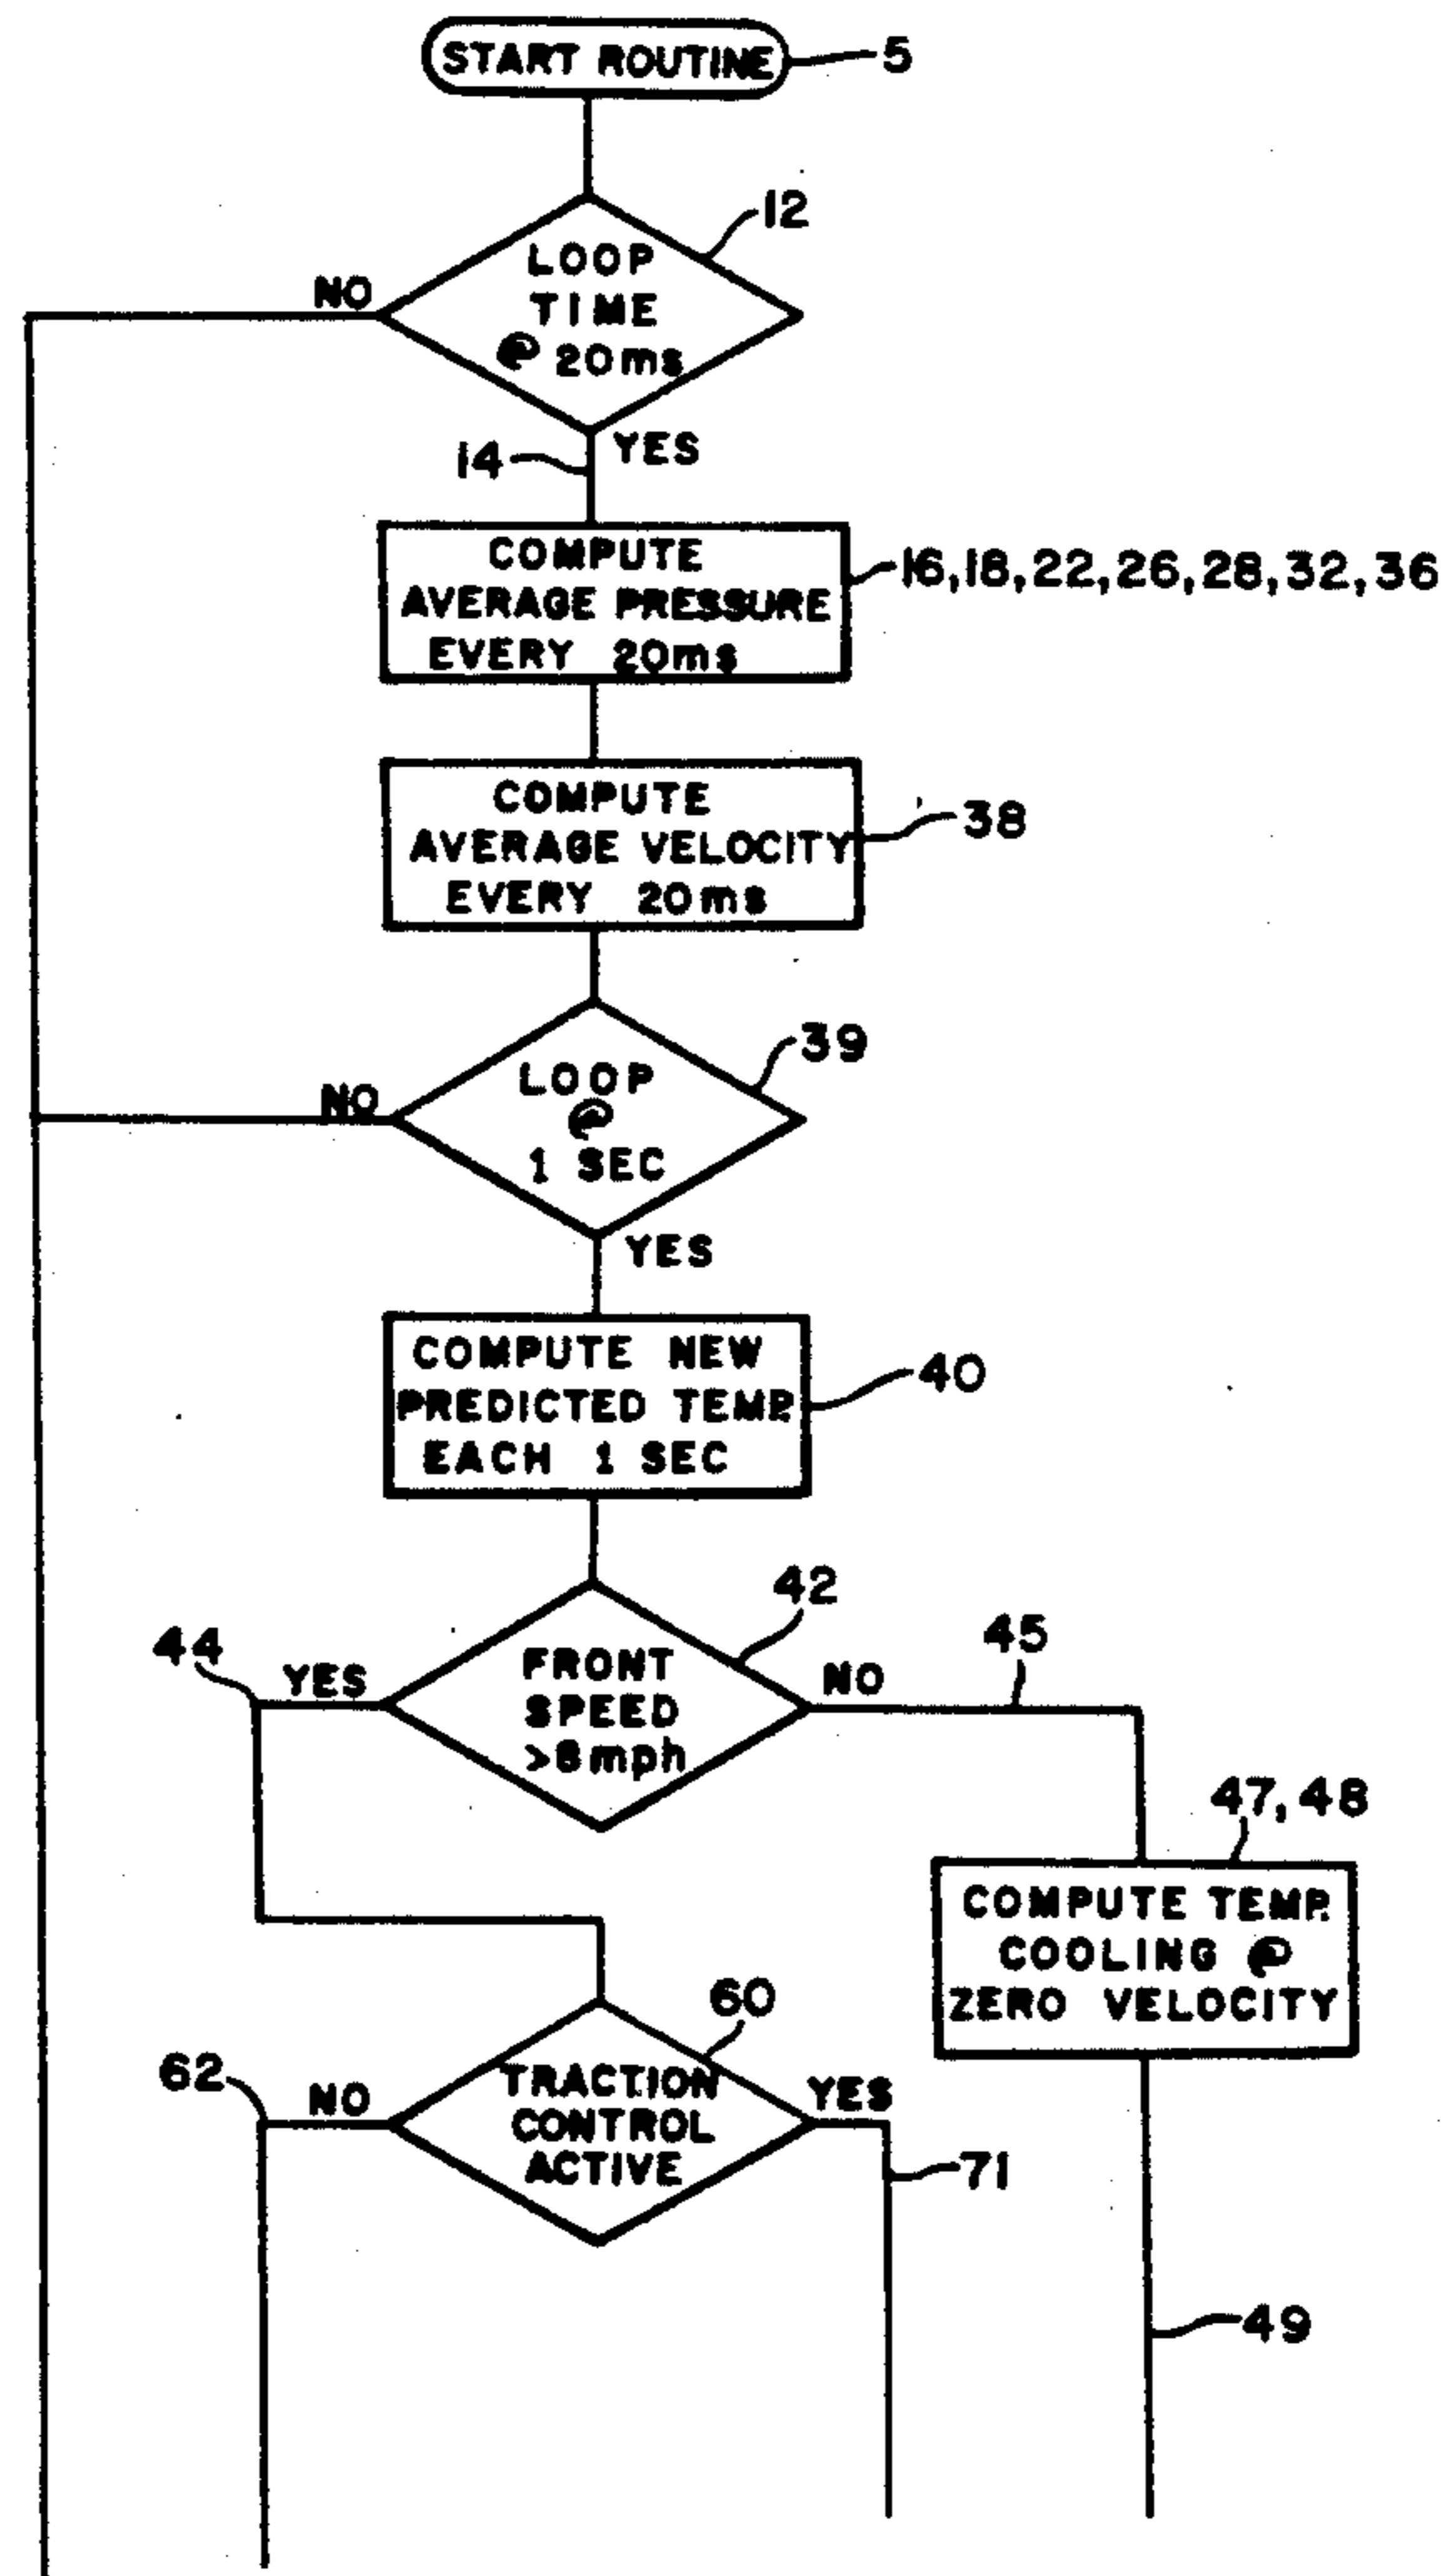 START ROUTINE
5
12
LOOP
TIME
@ 20ms
NO
YES
14
COMPUTE
AVERAGE PRESSURE
EVERY 20ms
16,18,22,26,28,32,36
COMPUTE
AVERAGE VELOCITY
EVERY 20ms
38
39
LOOP
@
1 SEC
NO
YES
COMPUTE NEW
PREDICTED TEMP.
EACH 1 SEC
40
42
44
YES
FRONT
SPEED
>6mph
NO
45
47,48
COMPUTE TEMP.
COOLING @
ZERO VELOCITY
60
62
NO
TRACTION
CONTROL
ACTIVE
YES
71
49